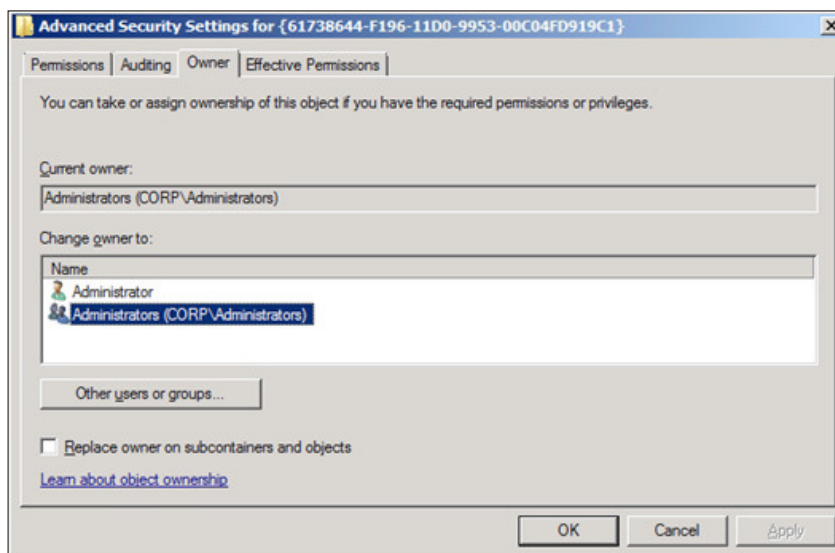 Advanced Security Settings for {61738644-F196-11D0-9953-00C04FD919C1}
Permissions Auditing Owner Effective Permissions
You can take or assign ownership of this object if you have the required permissions or privileges.
Current owner:
Administrators (CORP\Administrators)
Change owner to:
Name
Administrator
Administrators (CORP\Administrators)
Other users or groups...
Replace owner on subcontainers and objects
Learn about object ownership
OK Cancel Apply